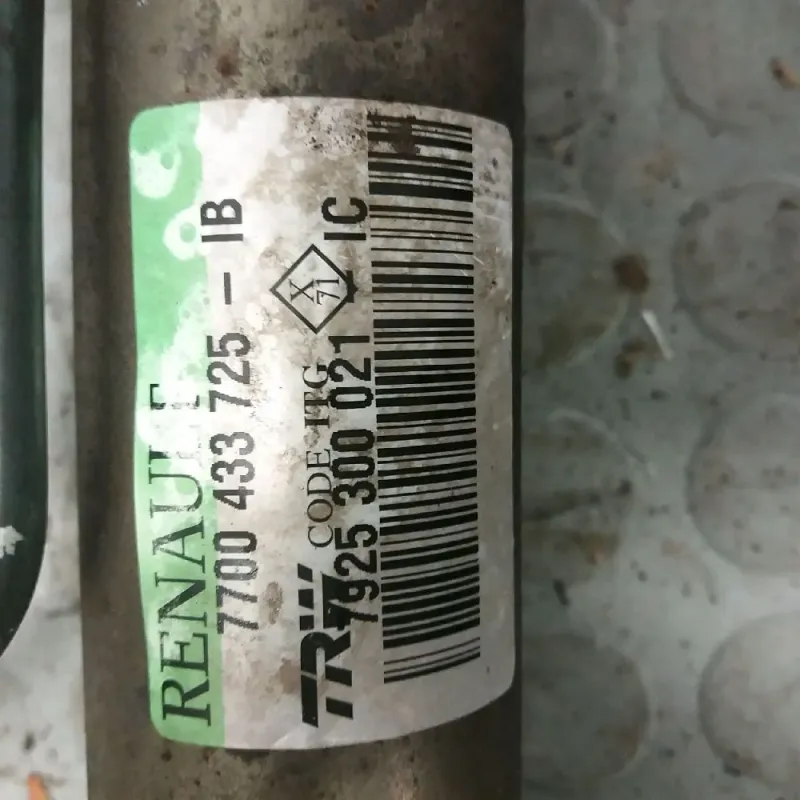 RENAULT
7700 433 725 - IB
X
71
CODE ITG
TRW
7925 300 021 - IC